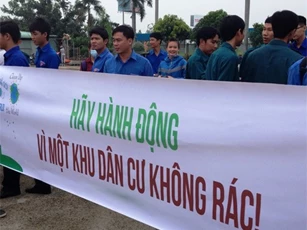 HÃY HÀNH ĐỘNG
VÌ MỘT KHU DÂN CƯ KHÔNG RÁC!